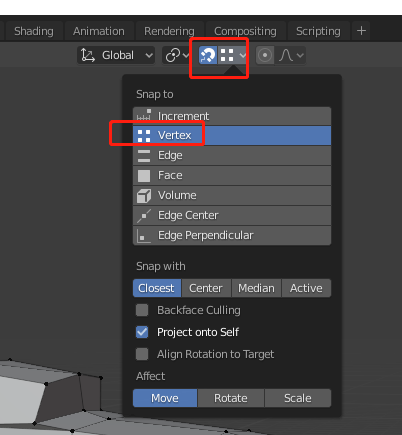 Shading Animation Rendering Compositing Scripting +
Global
Snap to
Increment
Vertex
Edge
Face
Volume
Edge Center
Edge Perpendicular
Snap with
Closest Center Median Active
Backface Culling
Project onto Self
Align Rotation to Target
Affect
Move Rotate Scale